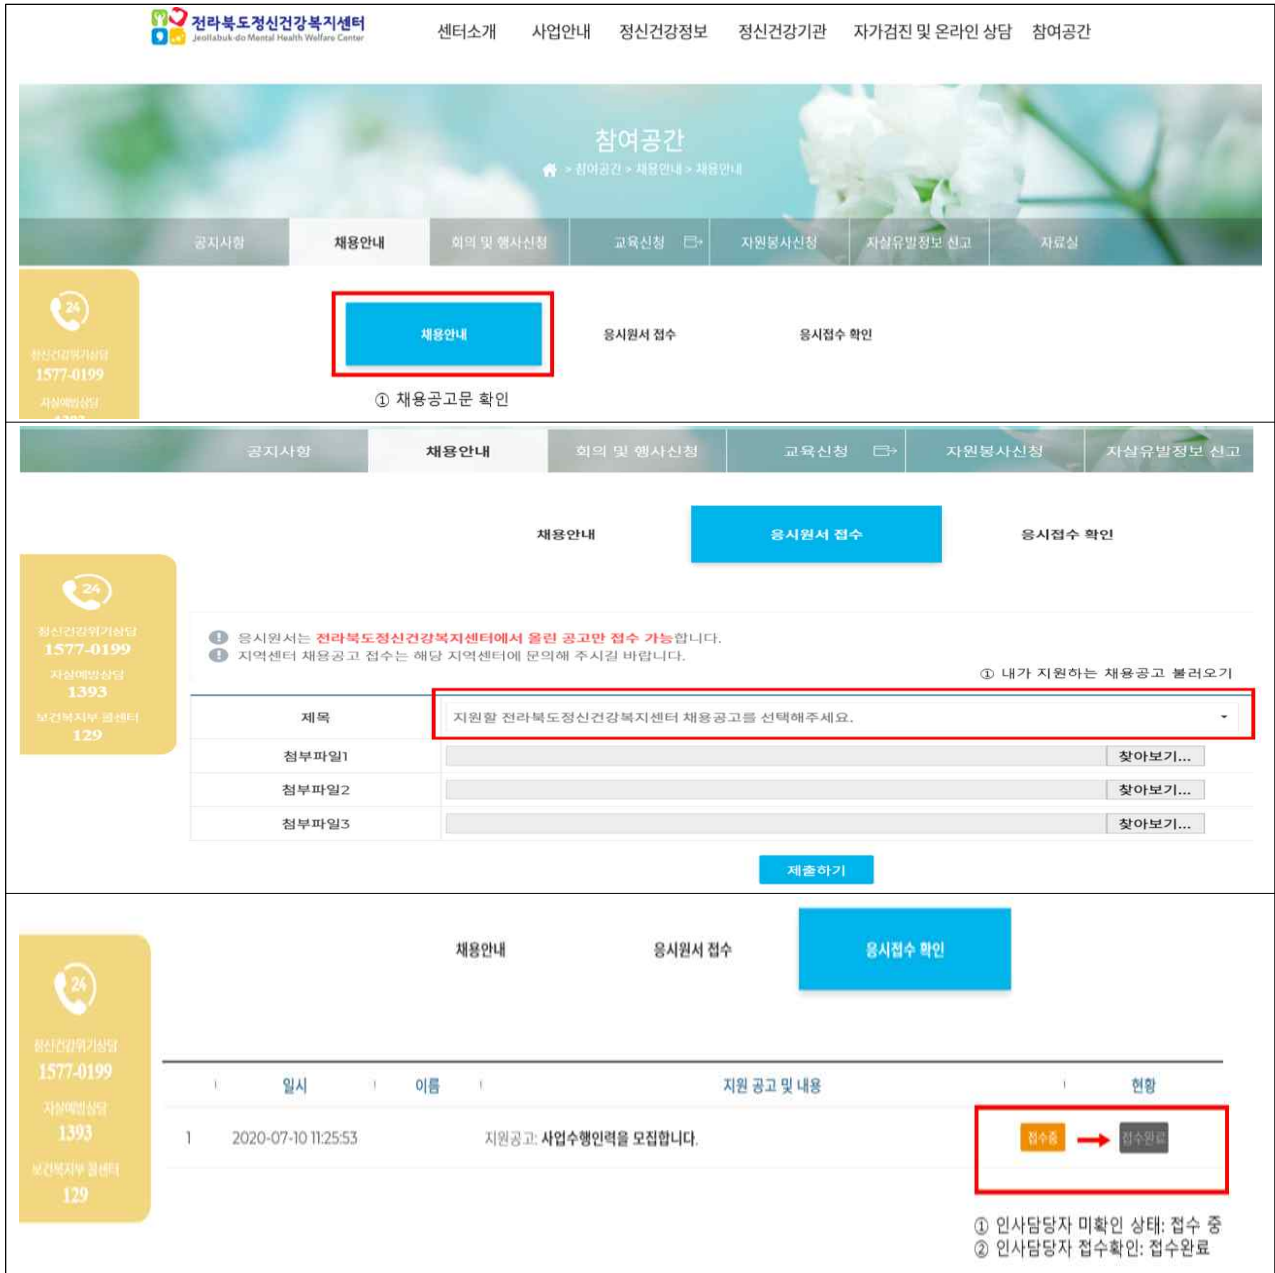 전라북도정신건강복지센터
Jeollabuk-do Mental Health Welfare Center
센터소개 사업안내 정신건강정보 정신건강기관 자가검진 및 온라인 상담 참여공간
참여공간
> 참여공간 > 채용안내 > 채용안내
공지사항 채용안내 회의 및 행사신청 교육신청 자원봉사신청 자살유발정보 신고 자료실
24
정신건강위기상담
1577-0199
자살예방상담
1393
채용안내 응시원서 접수 응시접수 확인
① 채용공고문 확인
공지사항 채용안내 회의 및 행사신청 교육신청 자원봉사신청 자살유발정보 신고
채용안내 응시원서 접수 응시접수 확인
24
정신건강위기상담
1577-0199
자살예방상담
1393
보건복지부 콜센터
129
응시원서는 전라북도정신건강복지센터에서 올린 공고만 접수 가능합니다.
지역센터 채용공고 접수는 해당 지역센터에 문의해 주시길 바랍니다.
① 내가 지원하는 채용공고 불러오기
제목 지원할 전라북도정신건강복지센터 채용공고를 선택해주세요.
첨부파일1 찾아보기...
첨부파일2 찾아보기...
첨부파일3 찾아보기...
제출하기
채용안내 응시원서 접수 응시접수 확인
24
정신건강위기상담
1577-0199
자살예방상담
1393
보건복지부 콜센터
129
일시 이름 지원 공고 및 내용 현황
1 2020-07-10 11:25:53 지원공고: 사업수행인력을 모집합니다. 접수중 접수완료
① 인사담당자 미확인 상태: 접수 중
② 인사담당자 접수확인: 접수완료